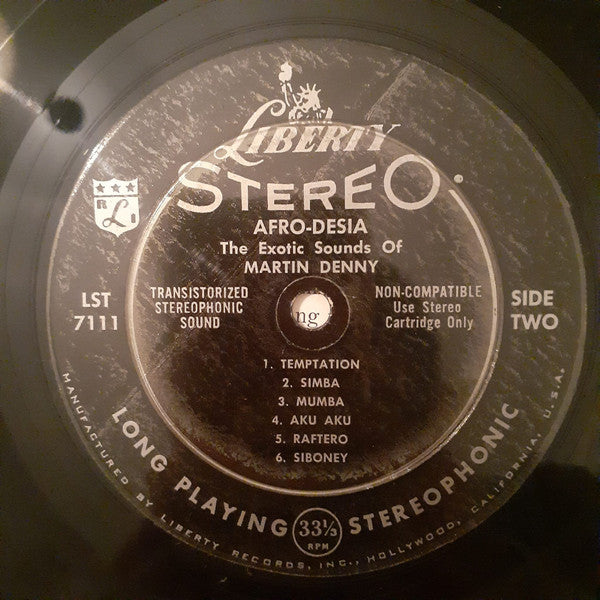 LIBERTY
STEREO
R L I
AFRO-DESIA
The Exotic Sounds Of
MARTIN DENNY
LST
7111
TRANSISTORIZED
STEREOPHONIC
SOUND
ng
NON-COMPATIBLE
Use Stereo
Cartridge Only
SIDE
TWO
1. TEMPTATION
2. SIMBA
3. MUMBA
4. AKU AKU
5. RAFTERO
6. SIBONEY
LONG PLAYING 33⅓ RPM STEREOPHONIC
MANUFACTURED BY LIBERTY RECORDS, INC., HOLLYWOOD, CALIFORNIA, U.S.A.